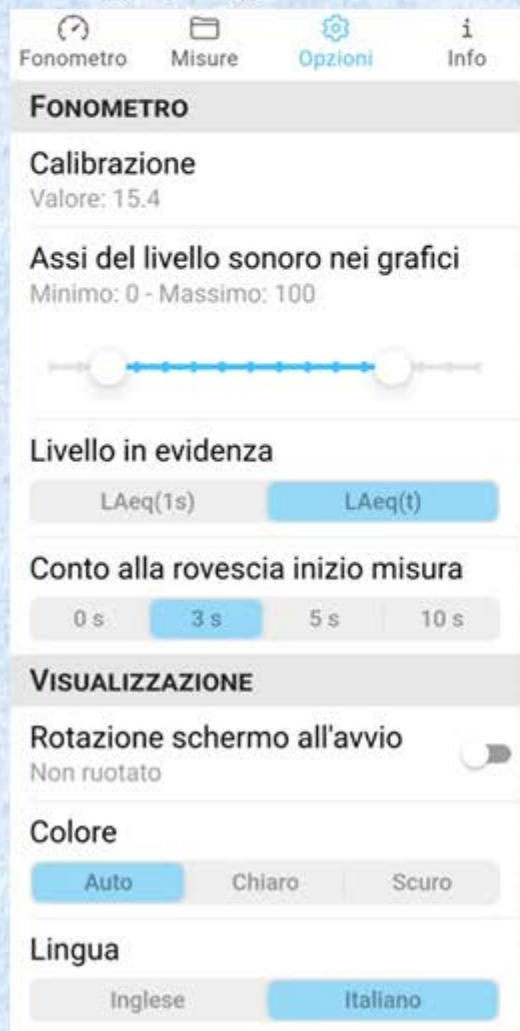 Fonometro Misure Opzioni Info
FONOMETRO
Calibrazione
Valore: 15.4
Assi del livello sonoro nei grafici
Minimo: 0 - Massimo: 100
Livello in evidenza
LAeq(1s) LAeq(t)
Conto alla rovescia inizio misura
0 s 3 s 5 s 10 s
VISUALIZZAZIONE
Rotazione schermo all'avvio
Non ruotato
Colore
Auto Chiaro Scuro
Lingua
Inglese Italiano